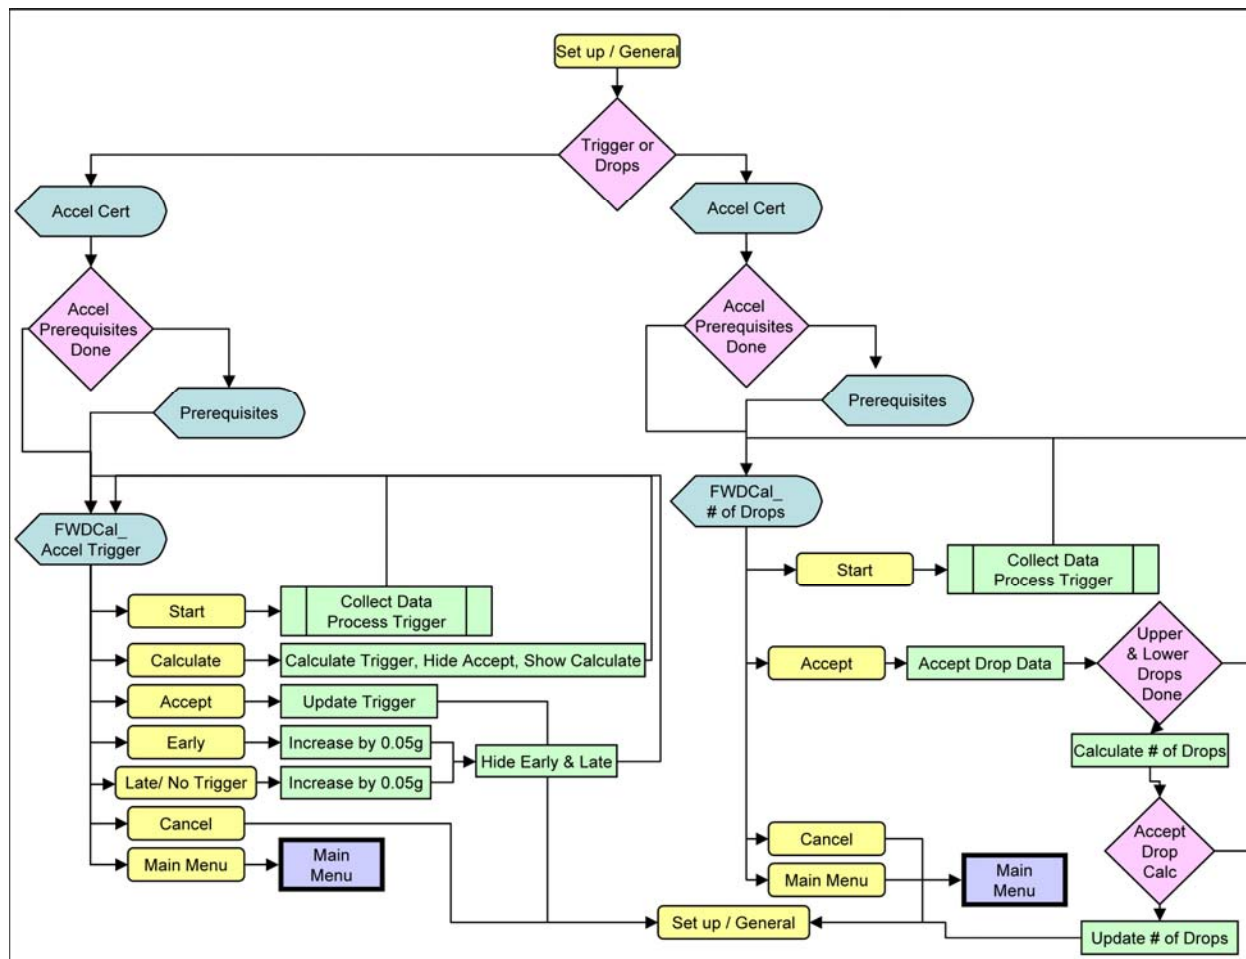 Set up / General
Trigger or
Drops
Accel Cert
Accel
Prerequisites
Done
Prerequisites
FWDCal_
Accel Trigger
Start
Collect Data
Process Trigger
Calculate
Calculate Trigger, Hide Accept, Show Calculate
Accept
Update Trigger
Early
Increase by 0.05g
Hide Early & Late
Late/ No Trigger
Increase by 0.05g
Cancel
Main Menu
Main
Menu
Accel Cert
Accel
Prerequisites
Done
Prerequisites
FWDCal_
# of Drops
Start
Collect Data
Process Trigger
Accept
Accept Drop Data
Upper
& Lower
Drops
Done
Calculate # of Drops
Accept
Drop
Calc
Cancel
Main Menu
Main
Menu
Set up / General
Update # of Drops